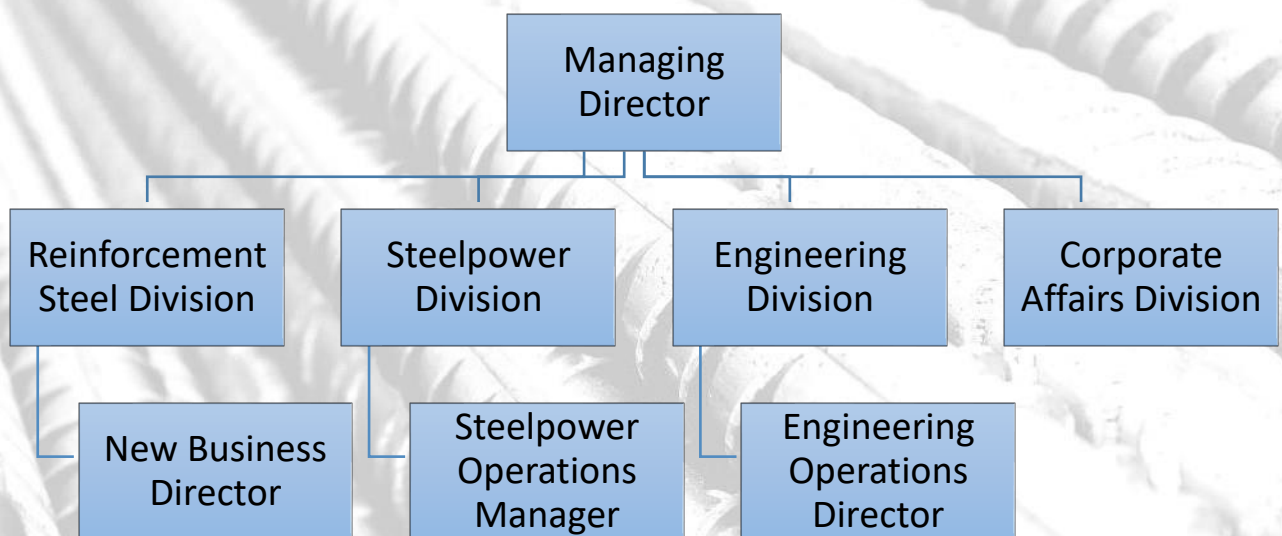 Managing
Director
Reinforcement
Steel Division
Steelpower
Division
Engineering
Division
Corporate
Affairs Division
New Business
Director
Steelpower
Operations
Manager
Engineering
Operations
Director